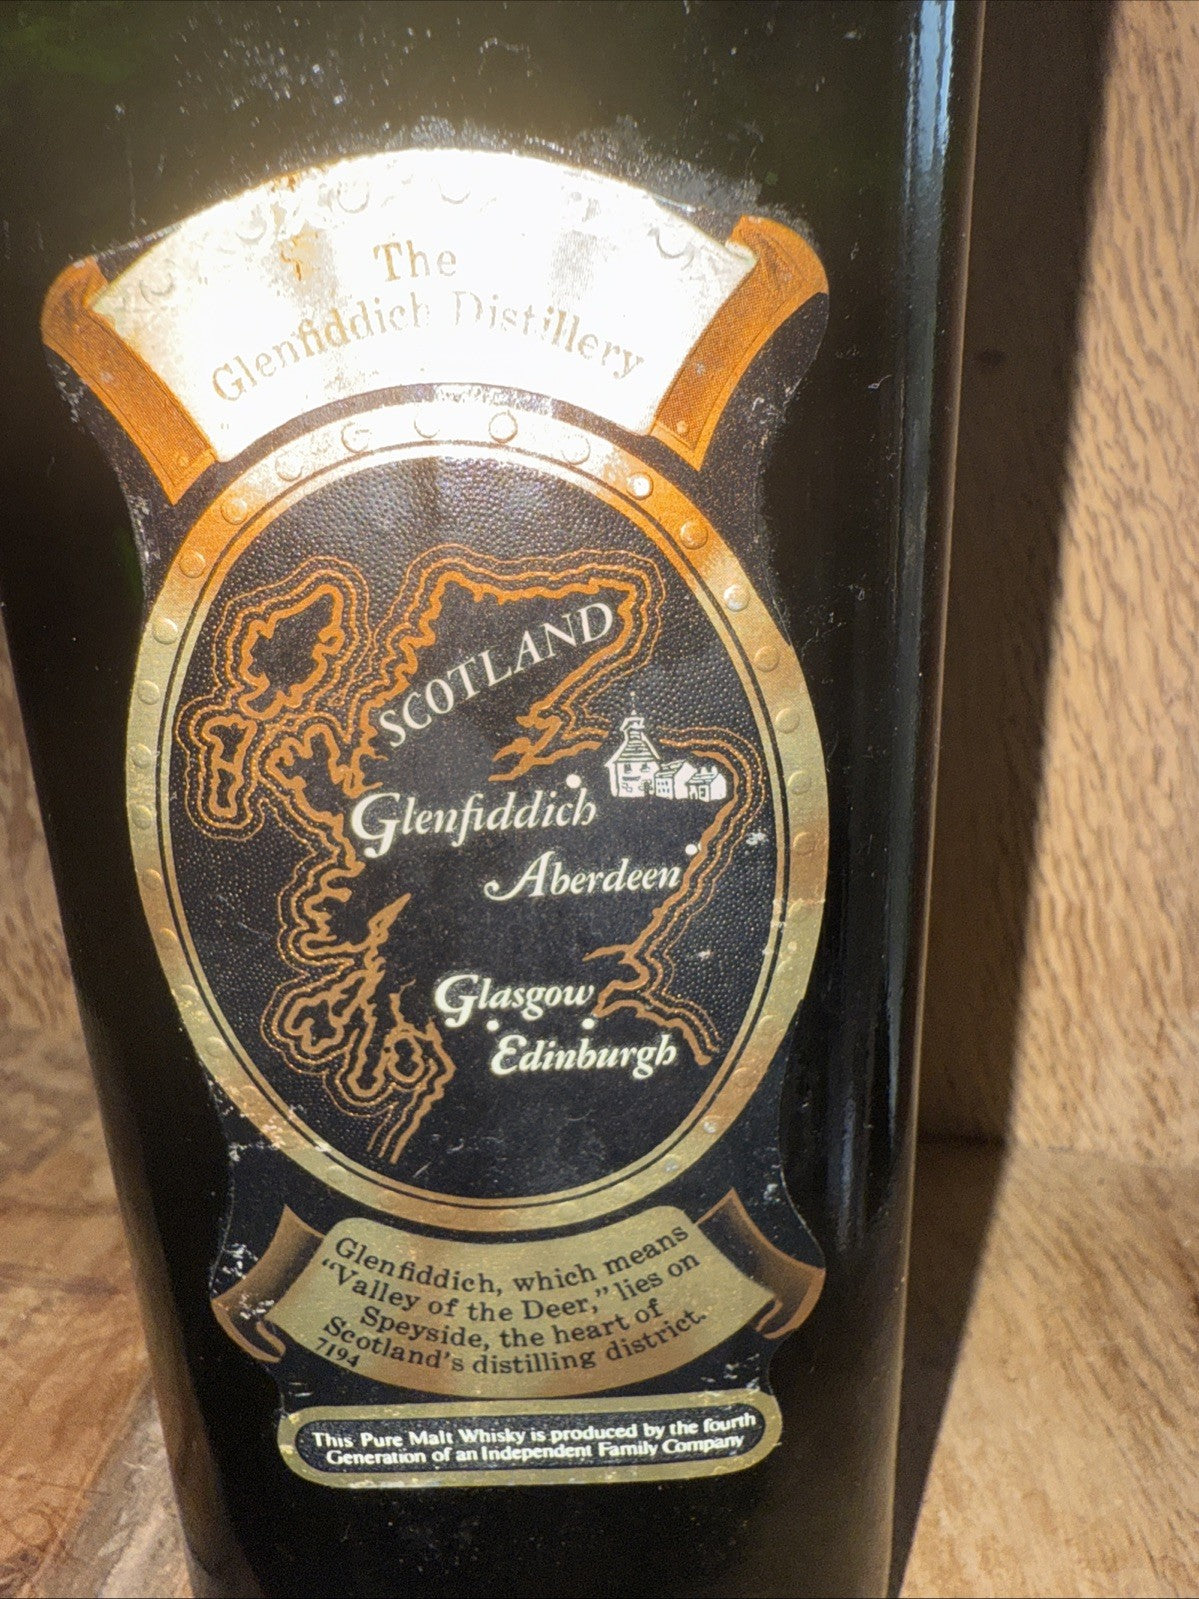 The
Glenfiddich Distillery
SCOTLAND
Glenfiddich
Aberdeen
Glasgow
Edinburgh
Glenfiddich, which means
"Valley of the Deer," lies on
Speyside, the heart of
Scotland's distilling district.
7194
This Pure Malt Whisky is produced by the fourth
Generation of an Independent Family Company